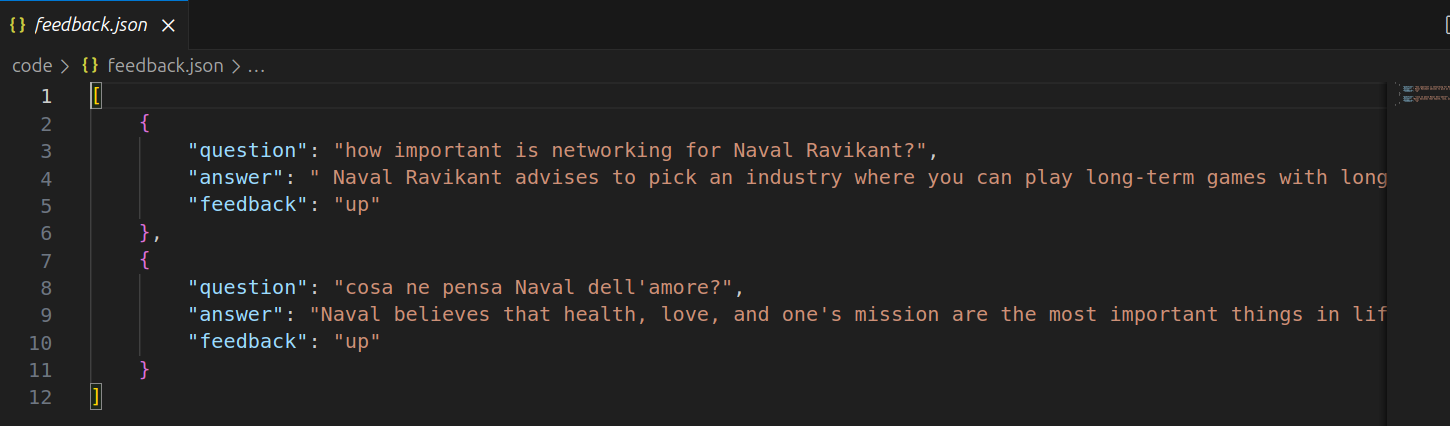 {} feedback.json ×
code > {} feedback.json > ...
1 [
2 {
3 "question": "how important is networking for Naval Ravikant?",
4 "answer": " Naval Ravikant advises to pick an industry where you can play long-term games with long
5 "feedback": "up"
6 },
7 {
8 "question": "cosa ne pensa Naval dell'amore?",
9 "answer": "Naval believes that health, love, and one's mission are the most important things in lif
10 "feedback": "up"
11 }
12 ]